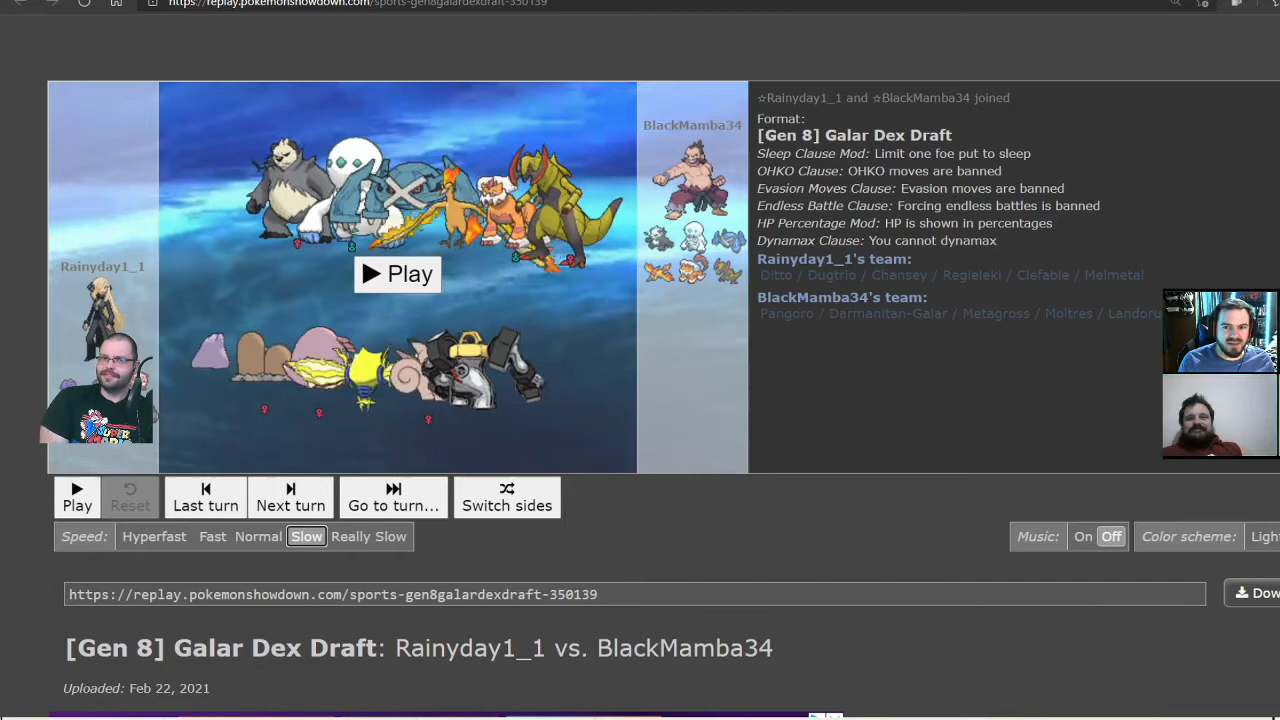 https://replay.pokemonshowdown.com/sports-gen8galardexdraft-350139
BlackMamba34
Rainyday1_1
Play
☆Rainyday1_1 and ☆BlackMamba34 joined
Format:
[Gen 8] Galar Dex Draft
Sleep Clause Mod: Limit one foe put to sleep
OHKO Clause: OHKO moves are banned
Evasion Moves Clause: Evasion moves are banned
Endless Battle Clause: Forcing endless battles is banned
HP Percentage Mod: HP is shown in percentages
Dynamax Clause: You cannot dynamax
Rainyday1_1's team:
Ditto / Dugtrio / Chansey / Regieleki / Clefable / Melmetal
BlackMamba34's team:
Pangoro / Darmanitan-Galar / Metagross / Moltres / Landoru
SUPER
Play
Reset
Last turn
Next turn
Go to turn...
Switch sides
Speed: Hyperfast Fast Normal Slow Really Slow
Music: On Off
Color scheme: Ligh
https://replay.pokemonshowdown.com/sports-gen8galardexdraft-350139
Dow
[Gen 8] Galar Dex Draft: Rainyday1_1 vs. BlackMamba34
Uploaded: Feb 22, 2021